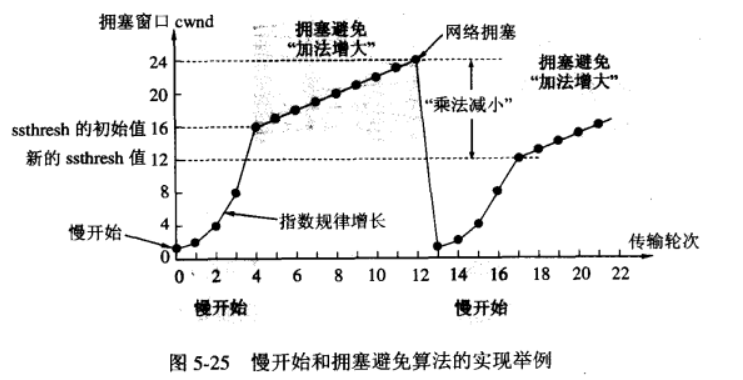 拥塞窗口 cwnd
拥塞避免
“加法增大”
网络拥塞
拥塞避免
“加法增大”
24
20
“乘法减小”
ssthresh 的初始值 16
新的 ssthresh 值 12
8
指数规律增长
4
慢开始
传输轮次
0
0 2 4 6 8 10 12 14 16 18 20 22
慢开始 慢开始
图 5-25 慢开始和拥塞避免算法的实现举例